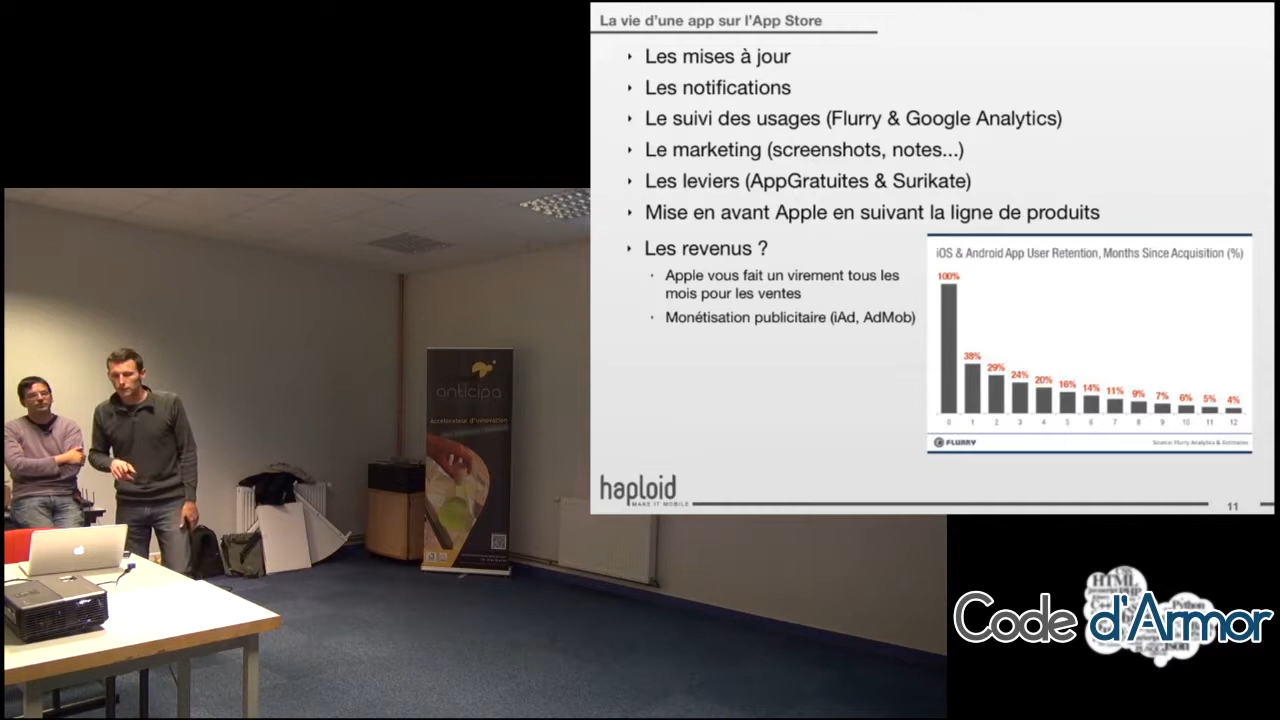 La vie d'une app sur l'App Store
Les mises à jour
Les notifications
Le suivi des usages (Flurry & Google Analytics)
Le marketing (screenshots, notes...)
Les leviers (AppGratuites & Surikate)
Mise en avant Apple en suivant la ligne de produits
Les revenus ?
Apple vous fait un virement tous les
mois pour les ventes
Monétisation publicitaire (iAd, AdMob)
iOS & Android App User Retention, Months Since Acquisition (%)
100%
38%
29%
24%
20%
16%
14%
11%
9%
7%
6%
5%
4%
0 1 2 3 4 5 6 7 8 9 10 11 12
FLURRY
Source: Flurry Analytics & Estimates
haploid
MAKE IT MOBILE
11
anticipa
Accélérateur d'innovation
HTML
Python
Code d'Armor